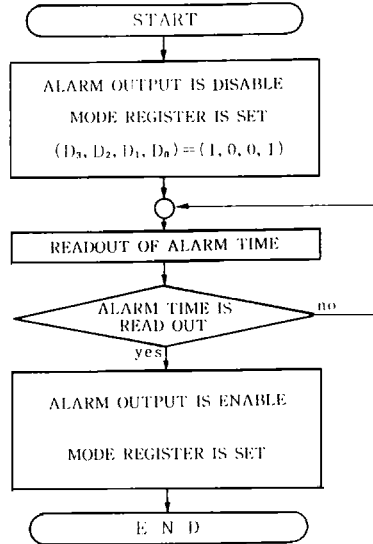 START
ALARM OUTPUT IS DISABLE
MODE REGISTER IS SET
(D₃, D₂, D₁, D₀)=(1, 0, 0, 1)
READOUT OF ALARM TIME
ALARM TIME IS
READ OUT
no
yes
ALARM OUTPUT IS ENABLE
MODE REGISTER IS SET
E N D